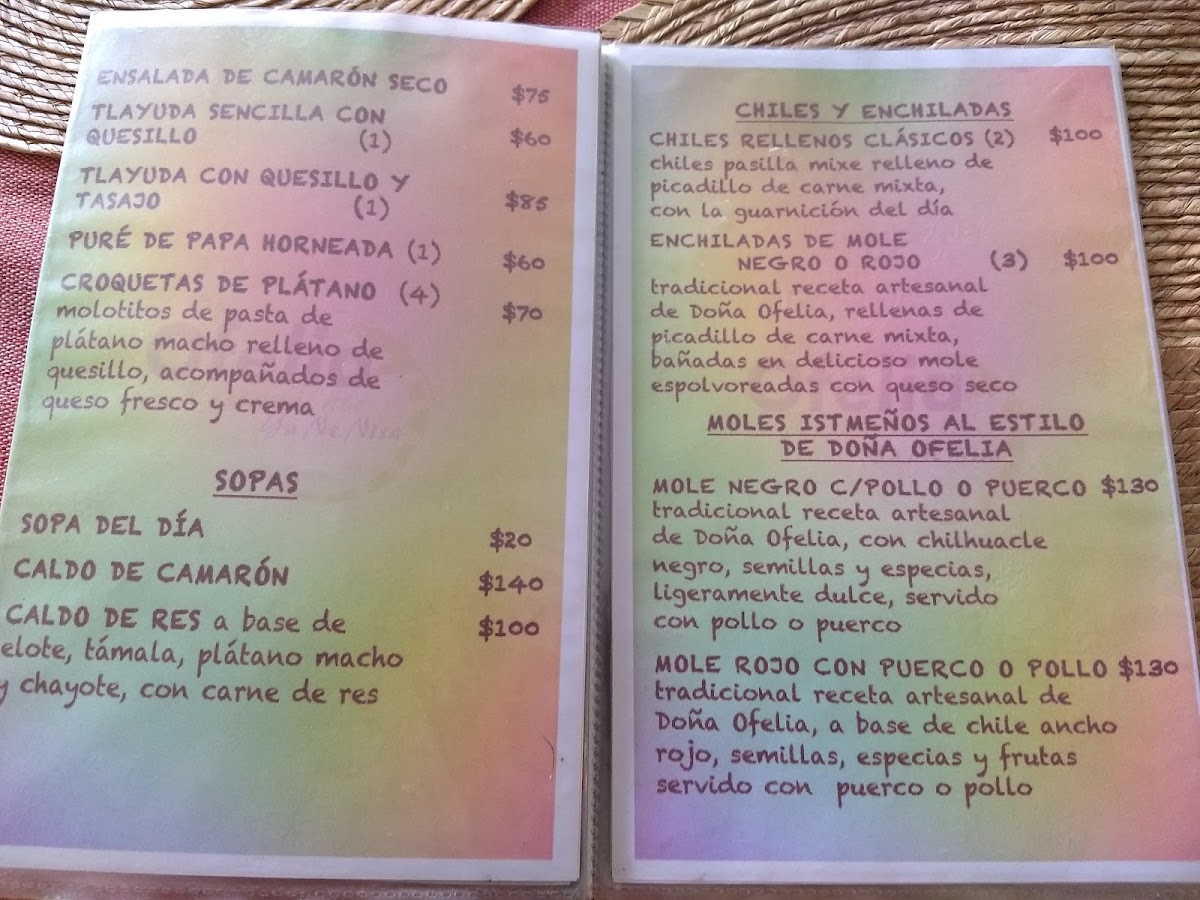 ENSALADA DE CAMARÓN SECO $75
TLAYUDA SENCILLA CON
QUESILLO (1) $60
TLAYUDA CON QUESILLO Y
TASAJO (1) $85
PURÉ DE PAPA HORNEADA (1) $60
CROQUETAS DE PLÁTANO (4) $70
molotitos de pasta de
plátano macho relleno de
quesillo, acompañados de
queso fresco y crema
SOPAS
SOPA DEL DÍA $20
CALDO DE CAMARÓN $140
CALDO DE RES a base de $100
elote, támala, plátano macho
y chayote, con carne de res
CHILES Y ENCHILADAS
CHILES RELLENOS CLÁSICOS (2) $100
chiles pasilla mixe relleno de
picadillo de carne mixta,
con la guarnición del día
ENCHILADAS DE MOLE
NEGRO O ROJO (3) $100
tradicional receta artesanal
de Doña Ofelia, rellenas de
picadillo de carne mixta,
bañadas en delicioso mole
espolvoreadas con queso seco
MOLES ISTMEÑOS AL ESTILO
DE DOÑA OFELIA
MOLE NEGRO C/POLLO O PUERCO $130
tradicional receta artesanal
de Doña Ofelia, con chilhuacle
negro, semillas y especias,
ligeramente dulce, servido
con pollo o puerco
MOLE ROJO CON PUERCO O POLLO $130
tradicional receta artesanal de
Doña Ofelia, a base de chile ancho
rojo, semillas, especias y frutas
servido con puerco o pollo